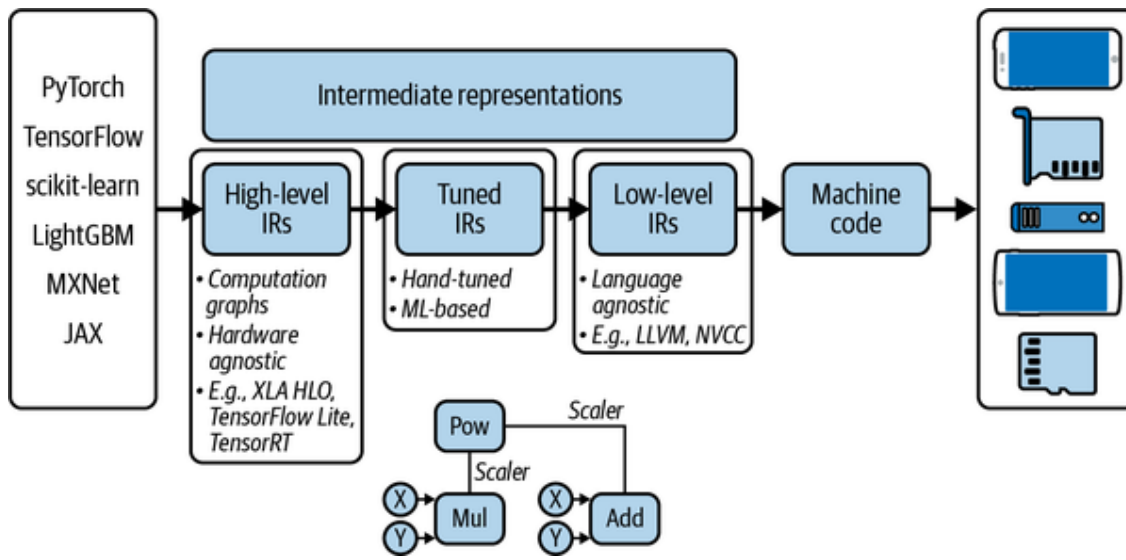 PyTorch
TensorFlow
scikit-learn
LightGBM
MXNet
JAX
Intermediate representations
High-level
IRs
• Computation
graphs
• Hardware
agnostic
• E.g., XLA HLO,
TensorFlow Lite,
TensorRT
Tuned
IRs
• Hand-tuned
• ML-based
Low-level
IRs
• Language
agnostic
• E.g., LLVM, NVCC
Machine
code
Pow
Scaler
Scaler
X
Y
Mul
X
Y
Add